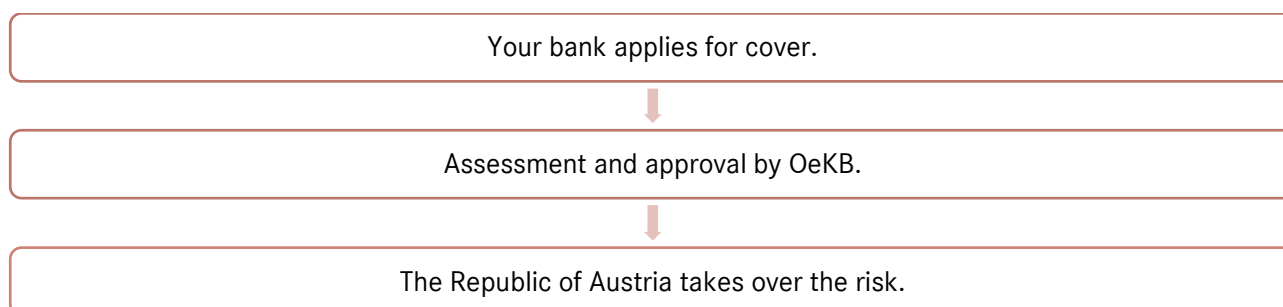 Your bank applies for cover.
Assessment and approval by OeKB.
The Republic of Austria takes over the risk.